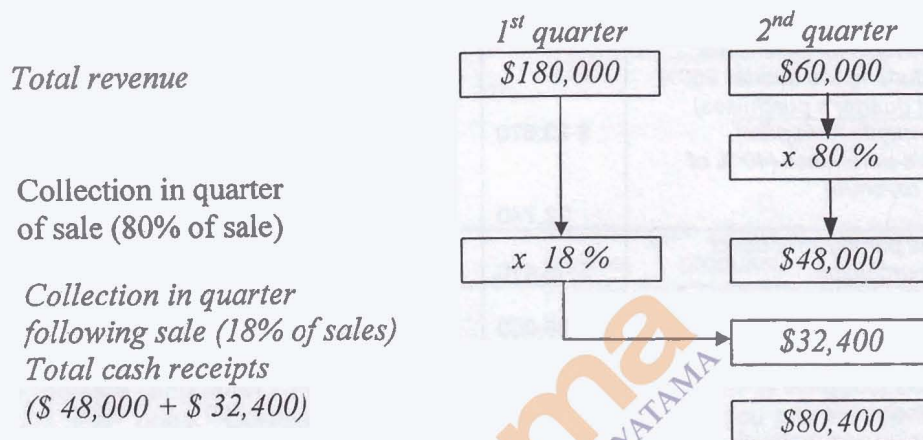 1st quarter 2nd quarter
Total revenue $180,000 $60,000
x 80 %
Collection in quarter
of sale (80% of sale)
x 18 % $48,000
Collection in quarter
following sale (18% of sales)
$32,400
Total cash receipts
($ 48,000 + $ 32,400)
$80,400